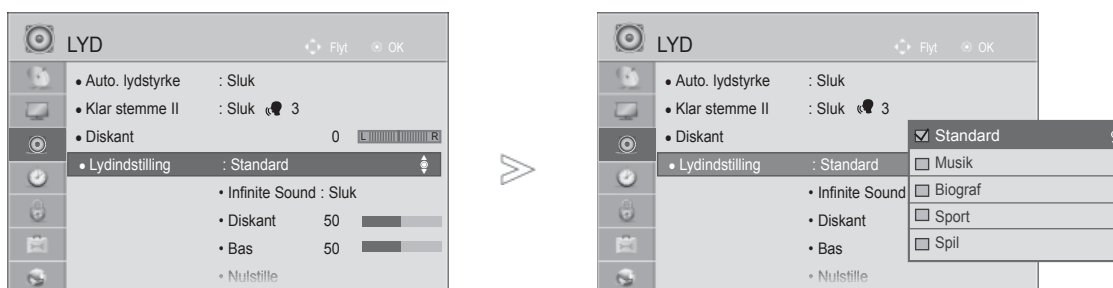 LYD
Flyt OK
• Auto. lydstyrke : Sluk
• Klar stemme II : Sluk 3
• Diskant 0 L R
• Lydindstilling : Standard
• Infinite Sound : Sluk
• Diskant 50
• Bas 50
• Nulstille
LYD
Flyt OK
• Auto. lydstyrke : Sluk
• Klar stemme II : Sluk 3
• Diskant
• Lydindstilling : Standard
• Infinite Sound
• Diskant
• Bas
• Nulstille
Standard
Musik
Biograf
Sport
Spil